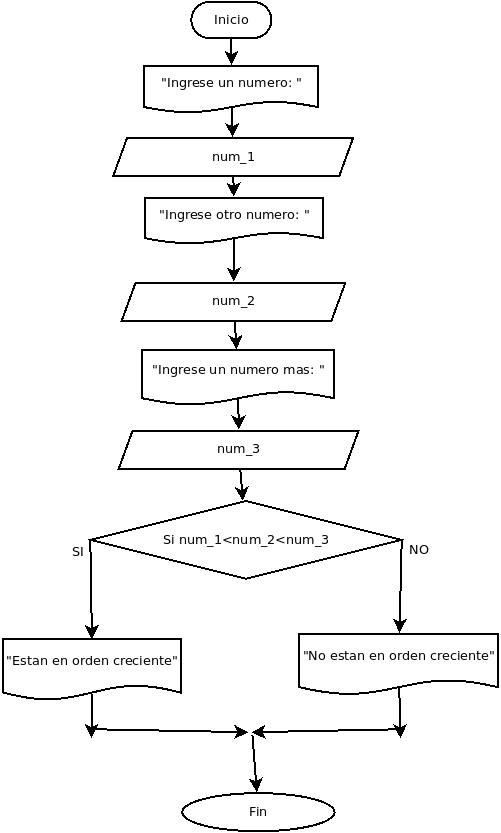 Inicio
"Ingrese un numero: "
num_1
"Ingrese otro numero: "
num_2
"Ingrese un numero mas: "
num_3
Si num_1<num_2<num_3
SI
NO
"Estan en orden creciente"
"No estan en orden creciente"
Fin